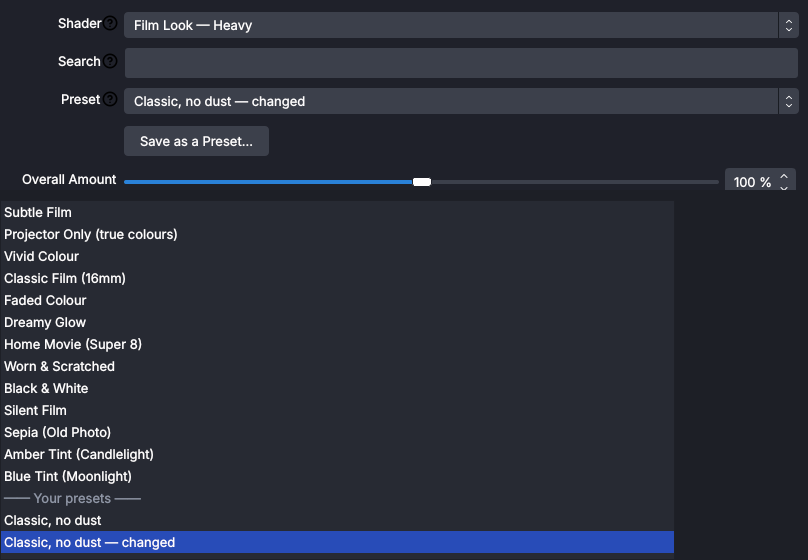 Shader ?
Film Look — Heavy
Search ?
Preset ?
Classic, no dust — changed
Save as a Preset...
Overall Amount
100 %
Subtle Film
Projector Only (true colours)
Vivid Colour
Classic Film (16mm)
Faded Colour
Dreamy Glow
Home Movie (Super 8)
Worn & Scratched
Black & White
Silent Film
Sepia (Old Photo)
Amber Tint (Candlelight)
Blue Tint (Moonlight)
—— Your presets ——
Classic, no dust
Classic, no dust — changed